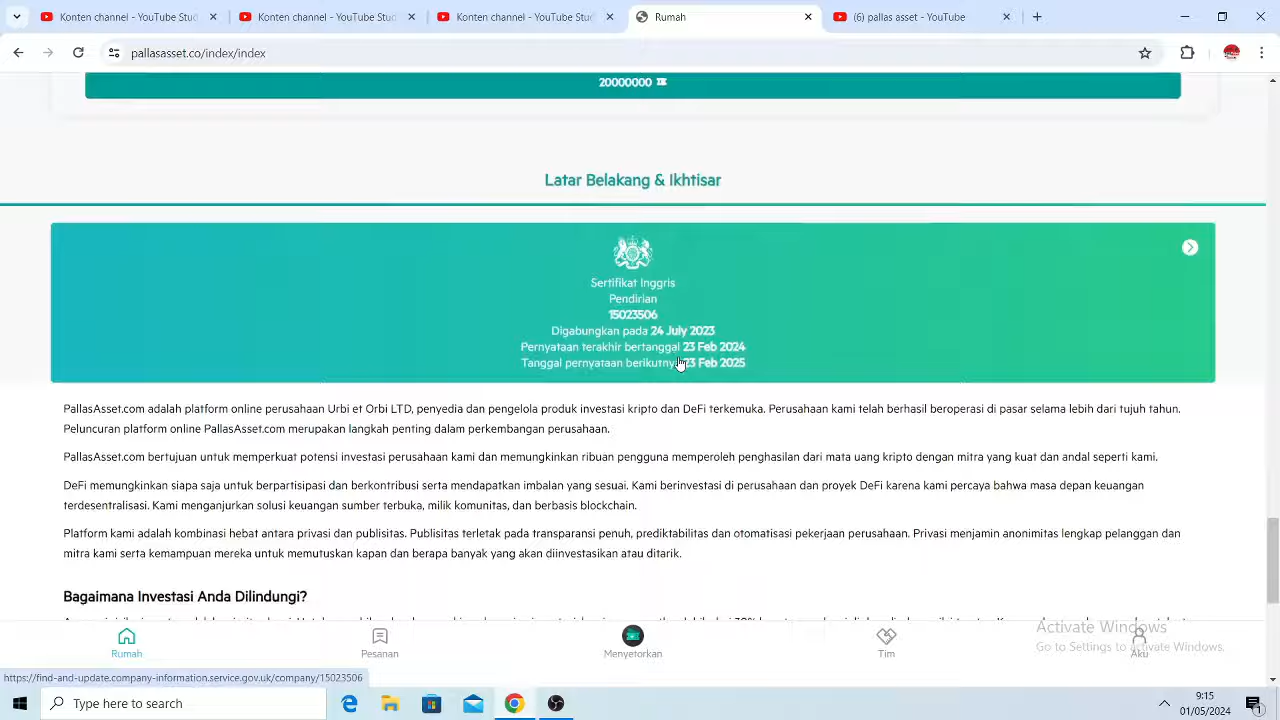 Konten channel - YouTube Stud
Konten channel - YouTube Stud
Konten channel - YouTube Stud
Rumah
(6) pallas asset - YouTube
pallasasset.co/index/index
20000000
Latar Belakang & Ikhtisar
Sertifikat Inggris
Pendirian
15023506
Digabungkan pada 24 July 2023
Pernyataan terakhir bertanggal 23 Feb 2024
Tanggal pernyataan berikutny 23 Feb 2025
PallasAsset.com adalah platform online perusahaan Urbi et Orbi LTD, penyedia dan pengelola produk investasi kripto dan DeFi terkemuka. Perusahaan kami telah berhasil beroperasi di pasar selama lebih dari tujuh tahun.
Peluncuran platform online PallasAsset.com merupakan langkah penting dalam perkembangan perusahaan.
PallasAsset.com bertujuan untuk memperkuat potensi investasi perusahaan kami dan memungkinkan ribuan pengguna memperoleh penghasilan dari mata uang kripto dengan mitra yang kuat dan andal seperti kami.
DeFi memungkinkan siapa saja untuk berpartisipasi dan berkontribusi serta mendapatkan imbalan yang sesuai. Kami berinvestasi di perusahaan dan proyek DeFi karena kami percaya bahwa masa depan keuangan
terdesentralisasi. Kami menganjurkan solusi keuangan sumber terbuka, milik komunitas, dan berbasis blockchain.
Platform kami adalah kombinasi hebat antara privasi dan publisitas. Publisitas terletak pada transparansi penuh, prediktabilitas dan otomatisasi pekerjaan perusahaan. Privasi menjamin anonimitas lengkap pelanggan dan
mitra kami serta kemampuan mereka untuk memutuskan kapan dan berapa banyak yang akan diinvestasikan atau ditarik.
Bagaimana Investasi Anda Dilindungi?
Rumah
Pesanan
Menyetorkan
Tim
Aku
Activate Windows
Go to Settings to activate Windows.
https://find-and-update.company-information.service.gov.uk/company/15023506
Type here to search
9:15
01/05/2024